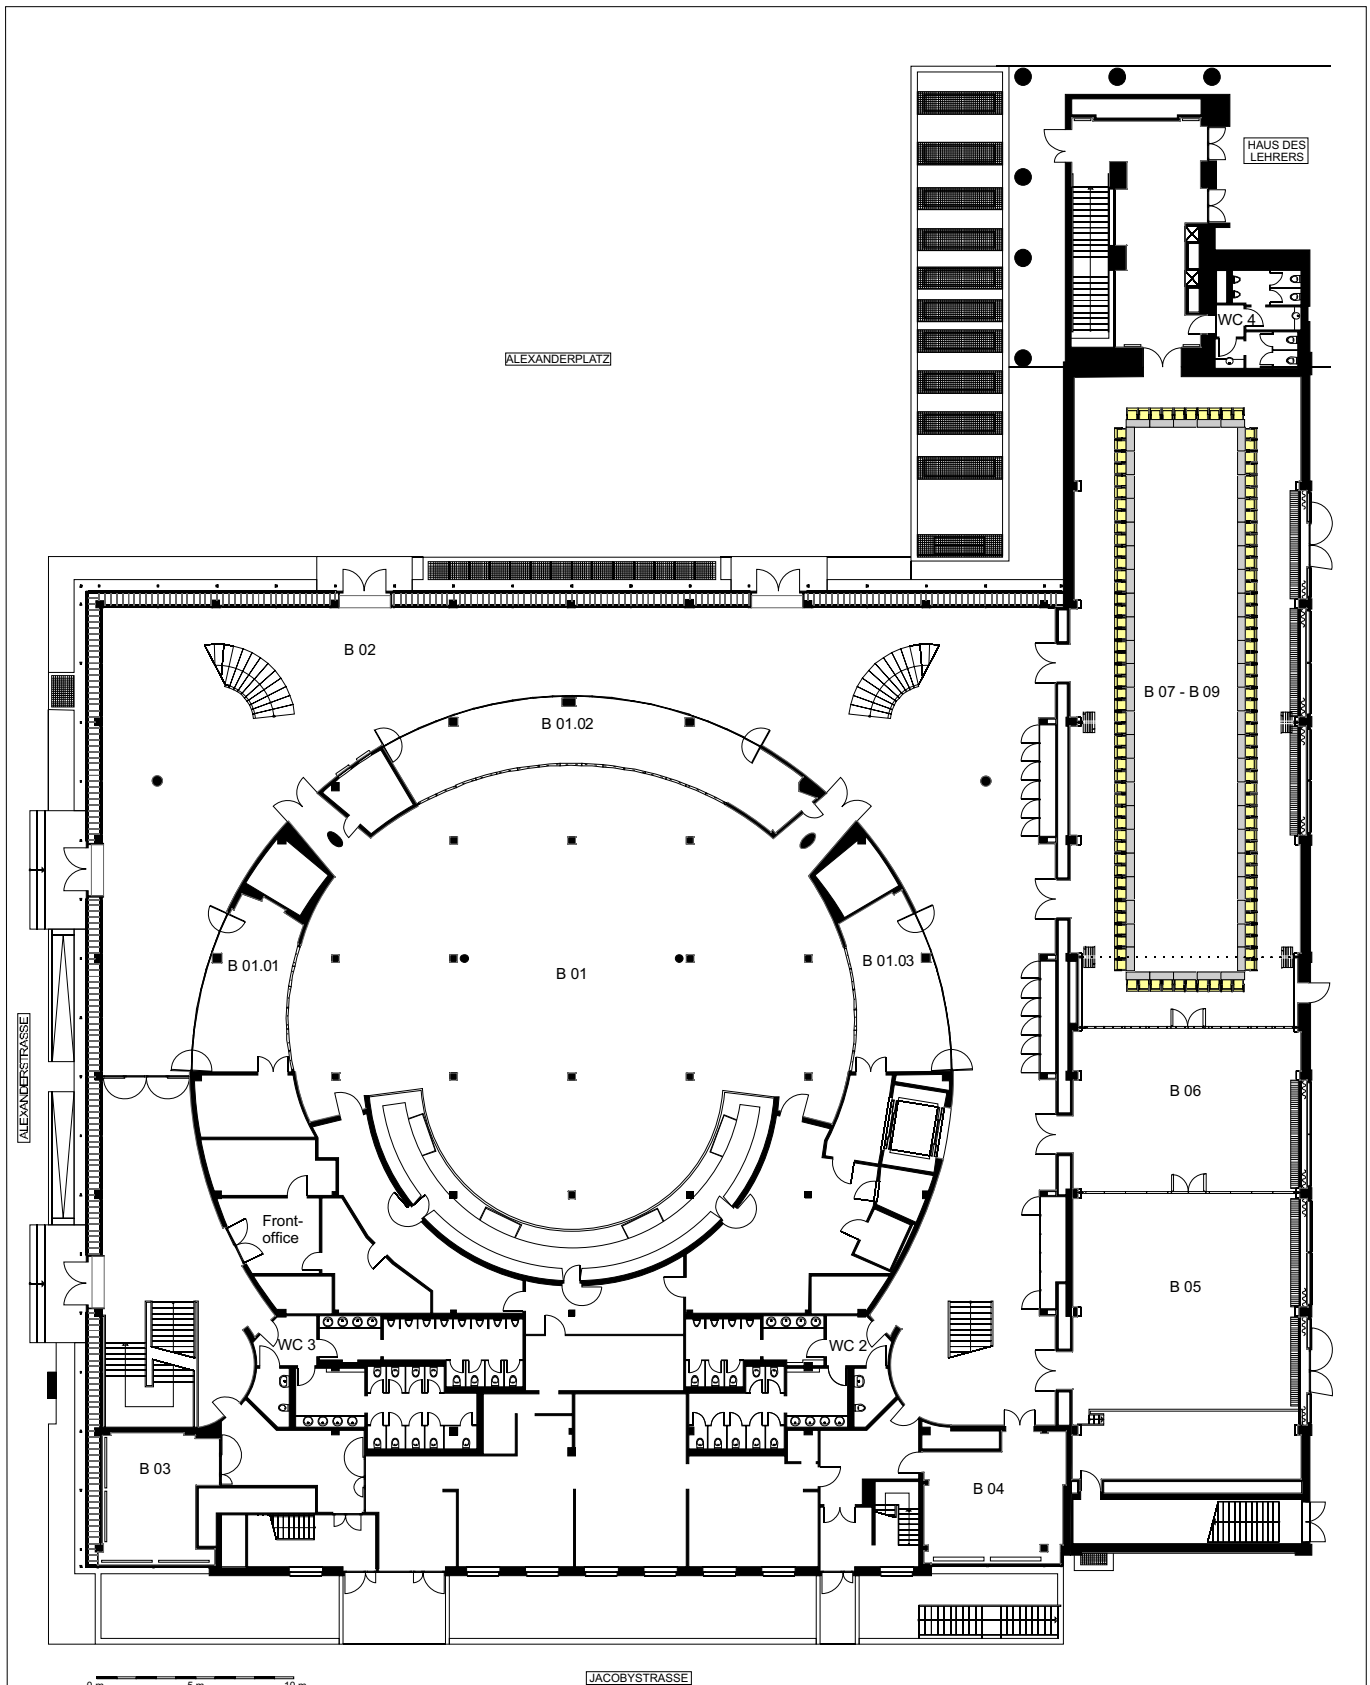 HAUS DES
LEHRERS
WC 4
ALEXANDERPLATZ
B 02
B 07 - B 09
B 01.02
B 01.01
B 01
B 01.03
ALEXANDERSTRASSE
B 06
Front-
office
B 05
WC 3
WC 2
B 03
B 04
JACOBYSTRASSE
0 m 5 m 10 m